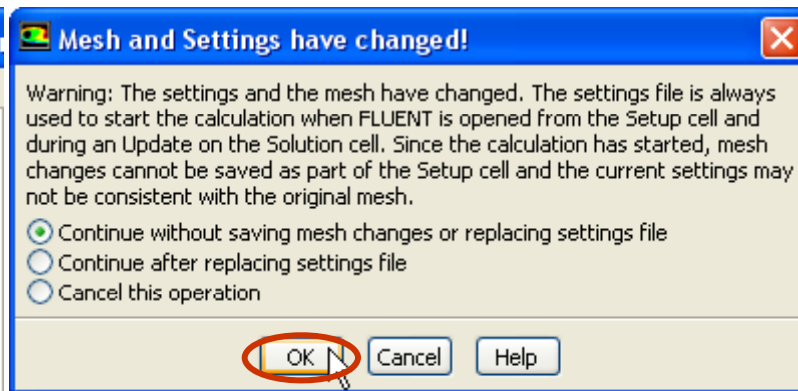 Mesh and Settings have changed!
Warning: The settings and the mesh have changed. The settings file is always
used to start the calculation when FLUENT is opened from the Setup cell and
during an Update on the Solution cell. Since the calculation has started, mesh
changes cannot be saved as part of the Setup cell and the current settings may
not be consistent with the original mesh.
Continue without saving mesh changes or replacing settings file
Continue after replacing settings file
Cancel this operation
OK Cancel Help